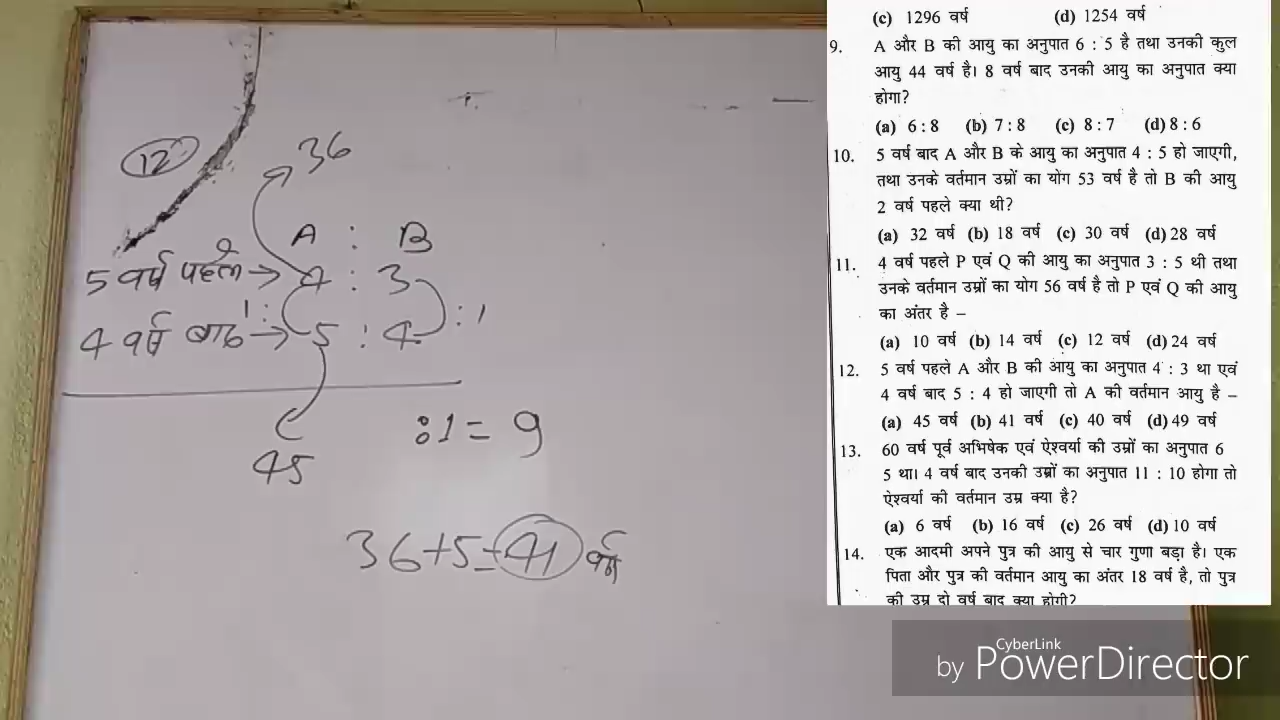 12
36
A : B
5 वर्ष पहले → 4 : 3
1 :
: 1
4 वर्ष बाद → 5 : 4
:1 = 9
45
36+5=41 वर्ष
(c) 1296 वर्ष (d) 1254 वर्ष
9. A और B की आयु का अनुपात 6 : 5 है तथा उनकी कुल
आयु 44 वर्ष है। 8 वर्ष बाद उनकी आयु का अनुपात क्या
होगा?
(a) 6 : 8 (b) 7 : 8 (c) 8 : 7 (d) 8 : 6
10. 5 वर्ष बाद A और B के आयु का अनुपात 4 : 5 हो जाएगी,
तथा उनके वर्तमान उम्रों का योग 53 वर्ष है तो B की आयु
2 वर्ष पहले क्या थी?
(a) 32 वर्ष (b) 18 वर्ष (c) 30 वर्ष (d) 28 वर्ष
11. 4 वर्ष पहले P एवं Q की आयु का अनुपात 3 : 5 थी तथा
उनके वर्तमान उम्रों का योग 56 वर्ष है तो P एवं Q की आयु
का अंतर है –
(a) 10 वर्ष (b) 14 वर्ष (c) 12 वर्ष (d) 24 वर्ष
12. 5 वर्ष पहले A और B की आयु का अनुपात 4 : 3 था एवं
4 वर्ष बाद 5 : 4 हो जाएगी तो A की वर्तमान आयु है –
(a) 45 वर्ष (b) 41 वर्ष (c) 40 वर्ष (d) 49 वर्ष
13. 60 वर्ष पूर्व अभिषेक एवं ऐश्वर्या की उम्रों का अनुपात 6
5 था। 4 वर्ष बाद उनकी उम्रों का अनुपात 11 : 10 होगा तो
ऐश्वर्या की वर्तमान उम्र क्या है?
(a) 6 वर्ष (b) 16 वर्ष (c) 26 वर्ष (d) 10 वर्ष
14. एक आदमी अपने पुत्र की आयु से चार गुणा बड़ा है। एक
पिता और पुत्र की वर्तमान आयु का अंतर 18 वर्ष है, तो पुत्र
की उम्र दो वर्ष बाद क्या होगी?
CyberLink
by PowerDirector